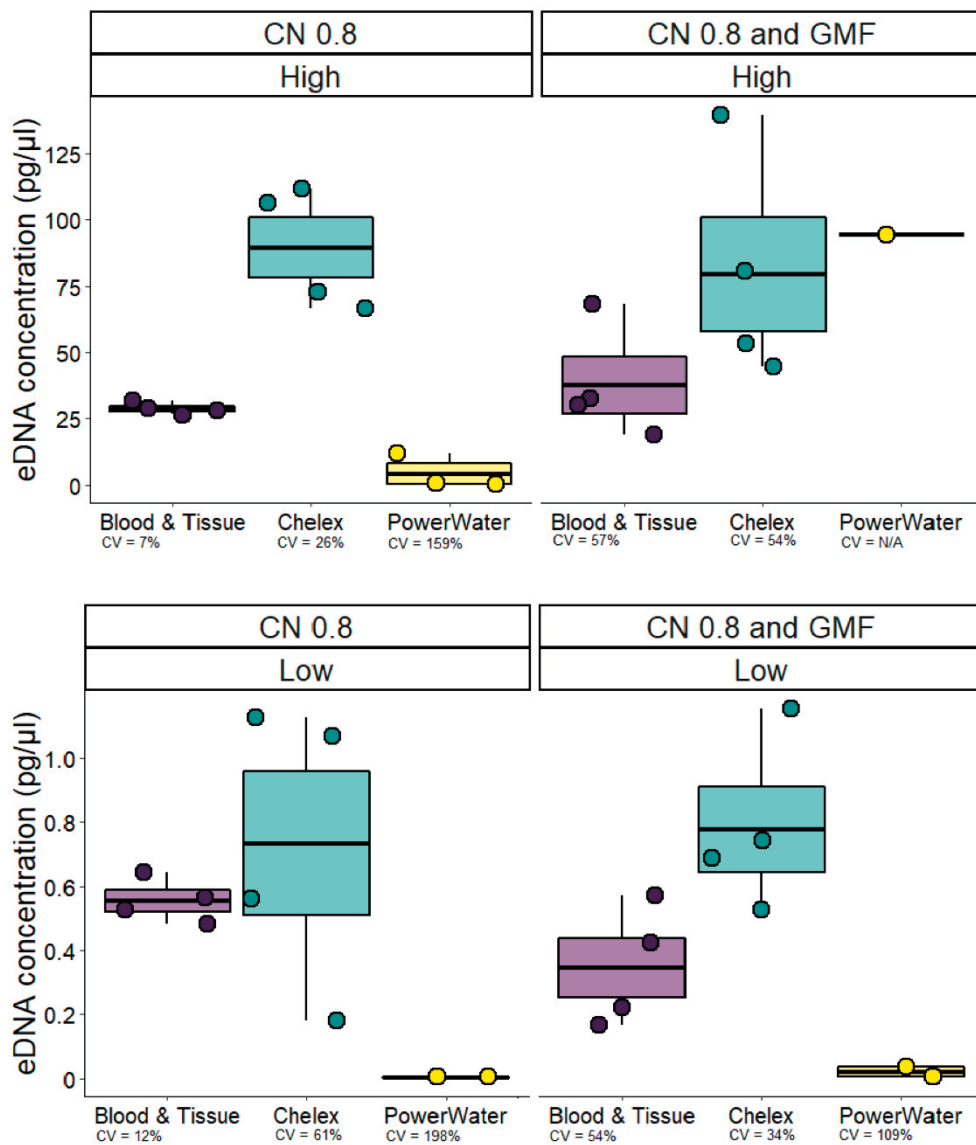 CN 0.8
CN 0.8 and GMF
High
High
eDNA concentration (pg/µl)
125
100
75
50
25
0
Blood & Tissue
Chelex
PowerWater
Blood & Tissue
Chelex
PowerWater
CV = 7%
CV = 26%
CV = 159%
CV = 57%
CV = 54%
CV = N/A
CN 0.8
CN 0.8 and GMF
Low
Low
eDNA concentration (pg/µl)
1.0
0.8
0.6
0.4
0.2
0
Blood & Tissue
Chelex
PowerWater
Blood & Tissue
Chelex
PowerWater
CV = 12%
CV = 61%
CV = 198%
CV = 54%
CV = 34%
CV = 109%